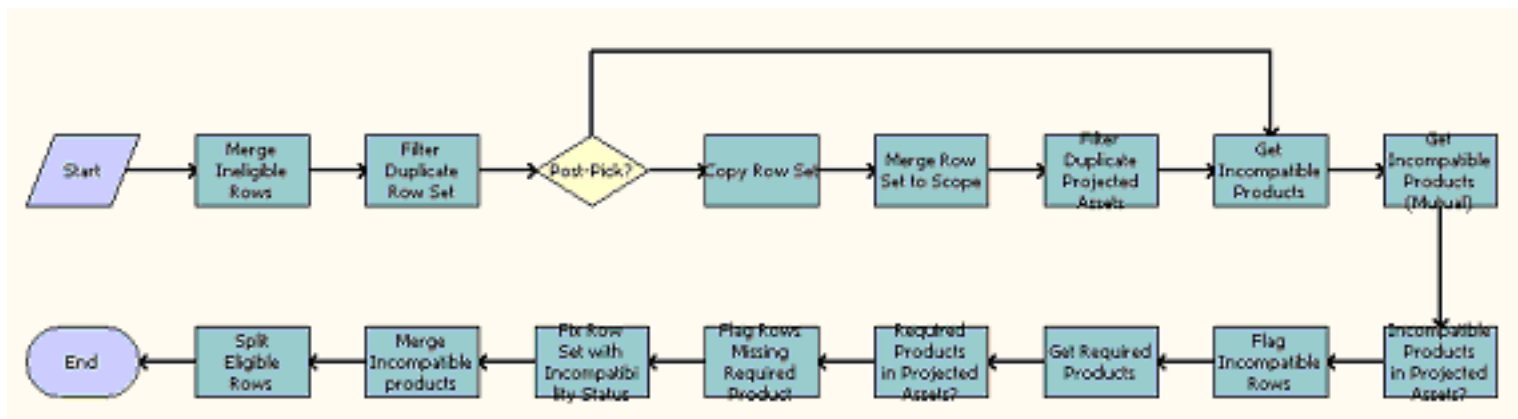 Start
Merge
Ineligible
Rows
Filter
Duplicate
Row Set
Post-Pick?
Copy Row Set
Merge Row
Set to Scope
Filter
Duplicate
Projected
Assets
Get
Incompatible
Products
Get
Incompatible
Products
(Mutual)
End
Split
Eligible
Rows
Merge
Incompatible
products
Fix Row
Set with
Incompatibi
lity Status
Flag Rows
Missing
Required
Product
Required
Products
in Projected
Assets?
Get Required
Products
Flag
Incompatible
Rows
Incompatible
Products
in Projected
Assets?